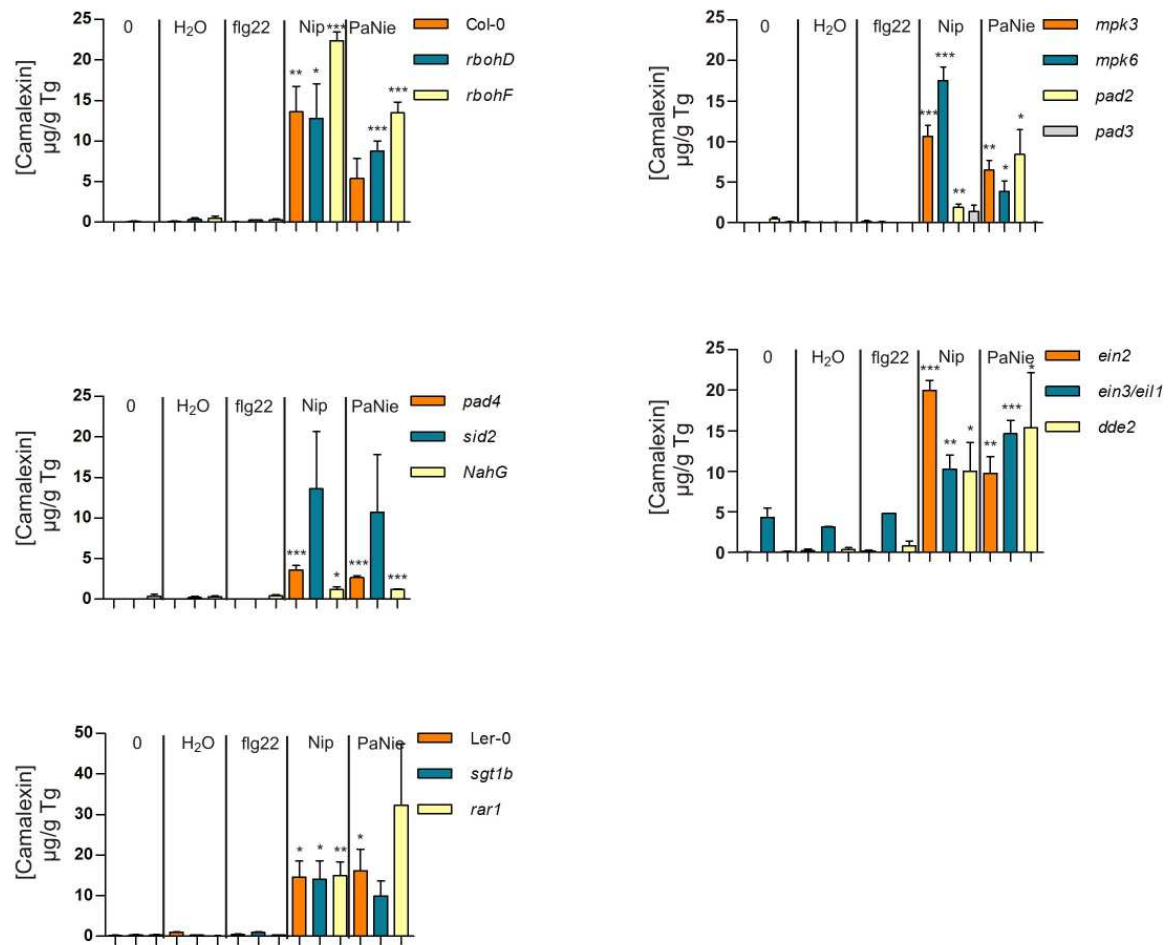 0 H₂O flg22 Nip PaNie
[Camalexin]
µg/g Tg
25
20
15
10
5
0
** * *** *** ***
Col-0
rbohD
rbohF
0 H₂O flg22 Nip PaNie
[Camalexin]
µg/g Tg
25
20
15
10
5
0
*** *** ** ** * *
mpk3
mpk6
pad2
pad3
0 H₂O flg22 Nip PaNie
[Camalexin]
µg/g Tg
25
20
15
10
5
0
*** * *** ***
pad4
sid2
NahG
0 H₂O flg22 Nip PaNie
[Camalexin]
µg/g Tg
25
20
15
10
5
0
*** ** * ** *** *
ein2
ein3/eil1
dde2
0 H₂O flg22 Nip PaNie
[Camalexin]
µg/g Tg
50
40
30
20
10
0
* * ** *
Ler-0
sgt1b
rar1